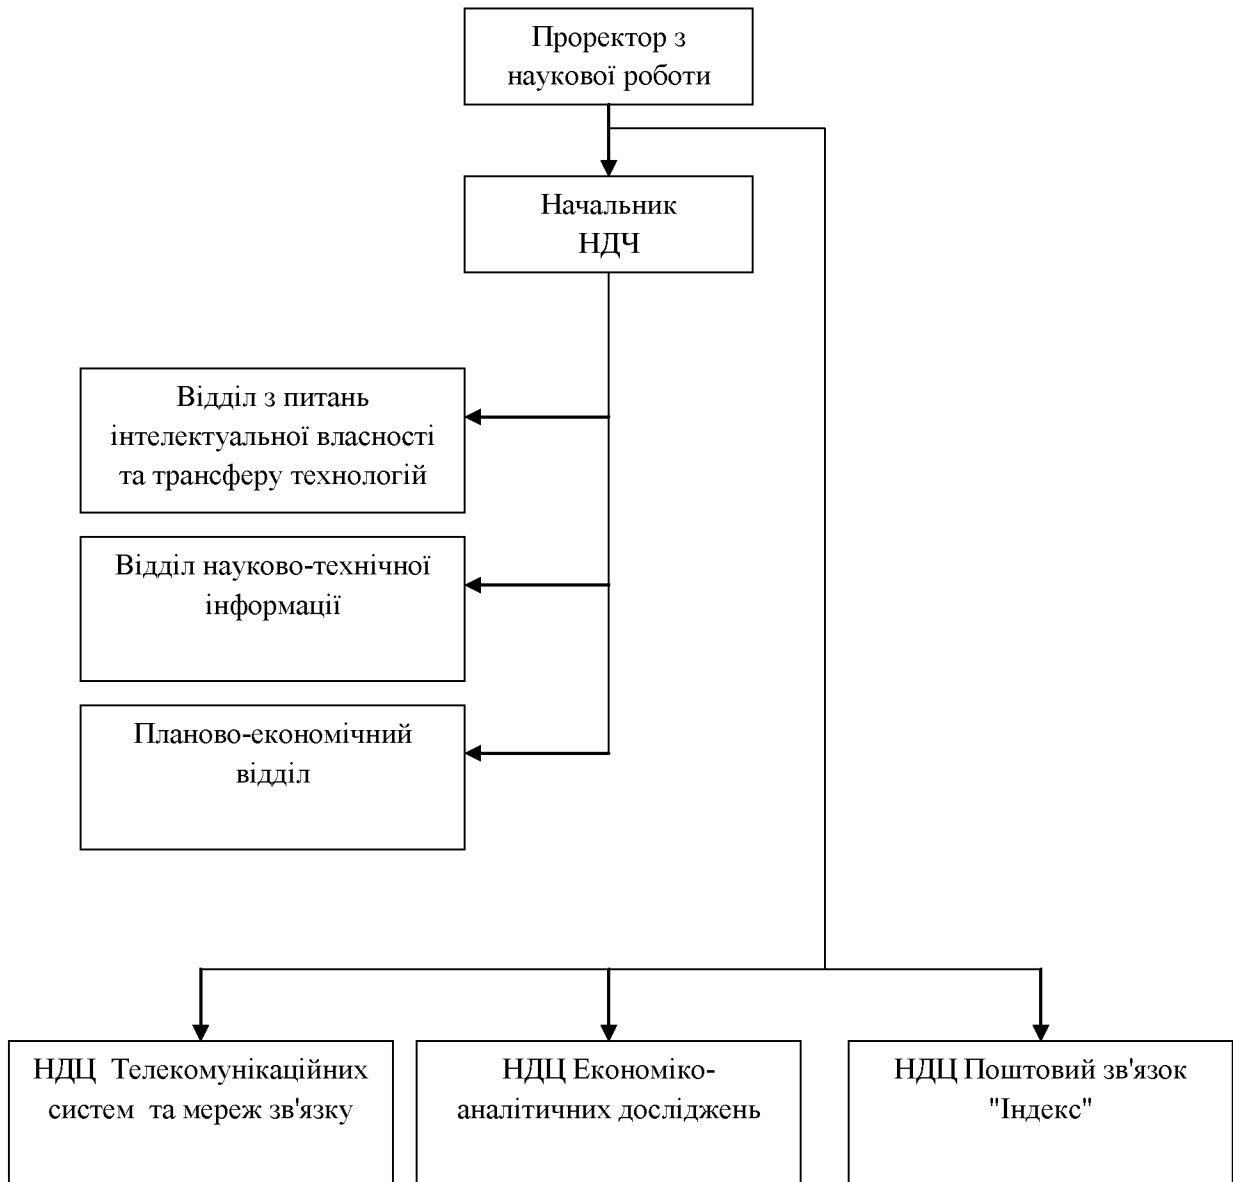 Проректор з
наукової роботи
Начальник
НДЧ
Відділ з питань
інтелектуальної власності
та трансферу технологій
Відділ науково-технічної
інформації
Планово-економічний
відділ
НДЦ Телекомунікаційних
систем та мереж зв'язку
НДЦ Економіко-
аналітичних досліджень
НДЦ Поштовий зв'язок
"Індекс"